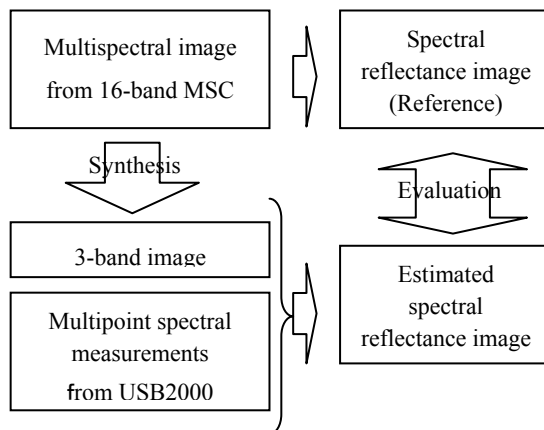 Multispectral image
from 16-band MSC
Spectral
reflectance image
(Reference)
Synthesis
Evaluation
3-band image
Multipoint spectral
measurements
from USB2000
Estimated
spectral
reflectance image